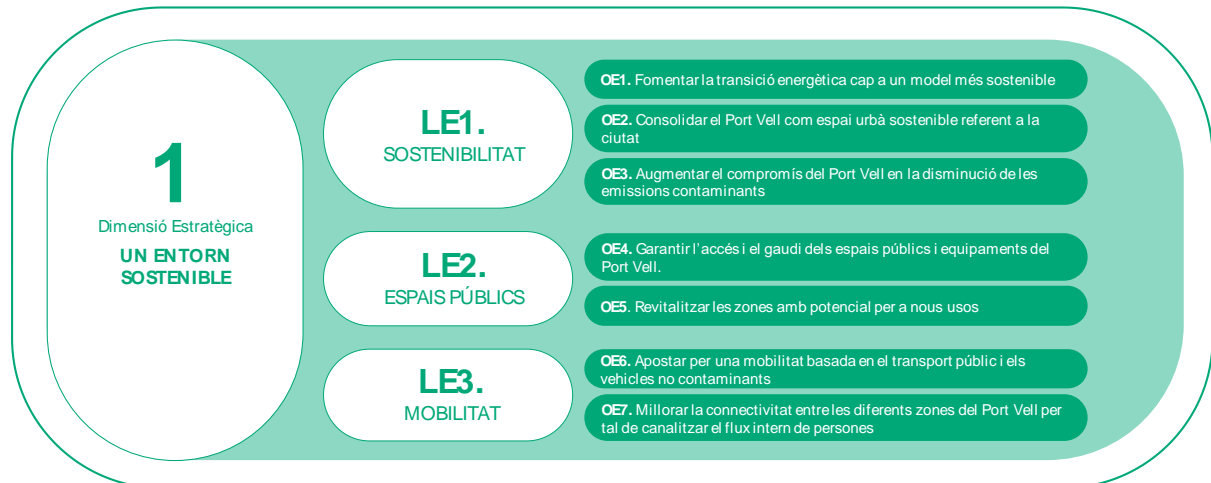 1
Dimensió Estratègica
UN ENTORN
SOSTENIBLE
LE1.
SOSTENIBILITAT
OE1. Fomentar la transició energètica cap a un model més sostenible
OE2. Consolidar el Port Vell com espai urbà sostenible referent a la
ciutat
OE3. Augmentar el compromís del Port Vell en la disminució de les
emissions contaminants
LE2.
ESPAIS PÚBLICS
OE4. Garantir l'accés i el gaudi dels espais públics i equipaments del
Port Vell.
OE5. Revitalitzar les zones amb potencial per a nous usos
LE3.
MOBILITAT
OE6. Apostar per una mobilitat basada en el transport públic i els
vehicles no contaminants
OE7. Millorar la connectivitat entre les diferents zones del Port Vell per
tal de canalitzar el flux intern de persones